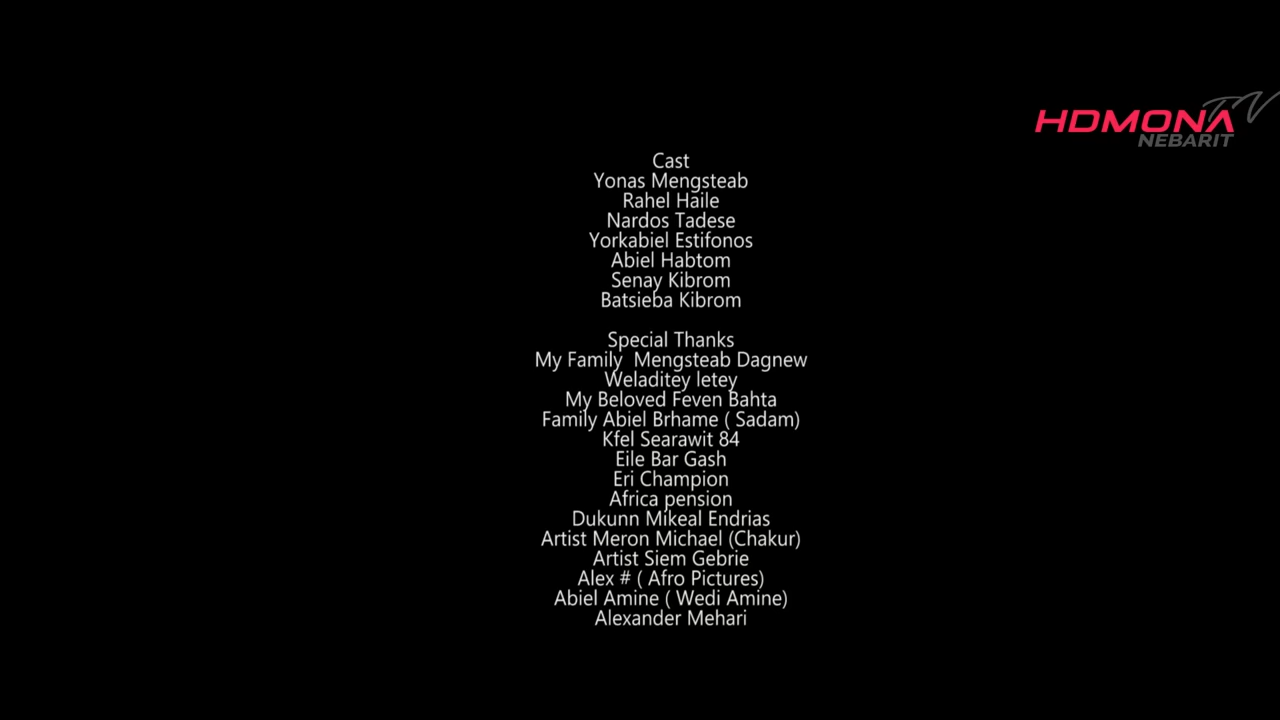 HDMONA TV
NEBARIT
Cast
Yonas Mengsteab
Rahel Haile
Nardos Tadese
Yorkabiel Estifonos
Abiel Habtom
Senay Kibrom
Batsieba Kibrom
Special Thanks
My Family  Mengsteab Dagnew
Weladitey letey
My Beloved Feven Bahta
Family Abiel Brhame ( Sadam)
Kfel Searawit 84
Eile Bar Gash
Eri Champion
Africa pension
Dukunn Mikeal Endrias
Artist Meron Michael (Chakur)
Artist Siem Gebrie
Alex # ( Afro Pictures)
Abiel Amine ( Wedi Amine)
Alexander Mehari